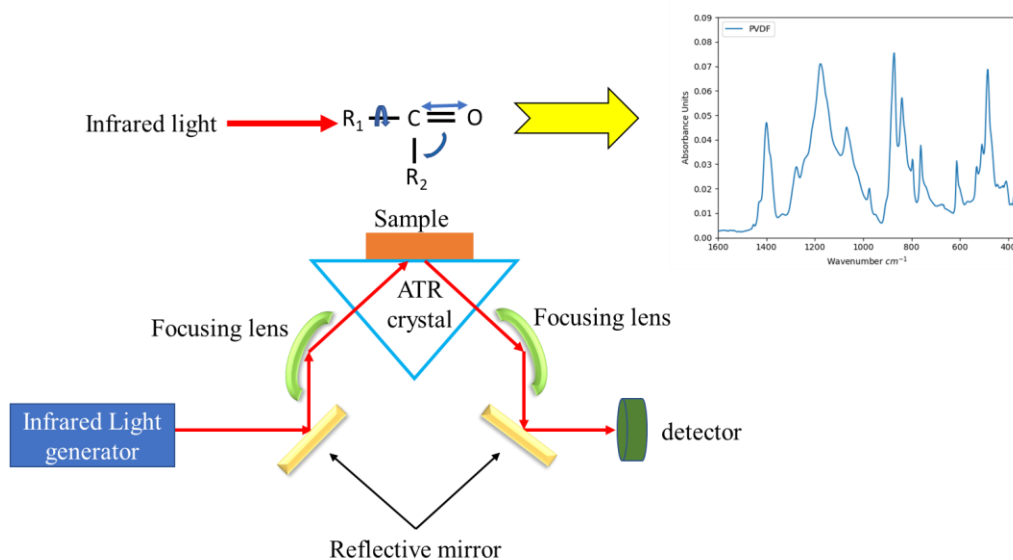 Infrared light
R1 C O
R2
PVDF
Absorbance Units
0.09
0.08
0.07
0.06
0.05
0.04
0.03
0.02
0.01
0.00
1600 1400 1200 1000 800 600 400
Wavenumber cm⁻¹
Sample
ATR
crystal
Focusing lens
Focusing lens
Infrared Light
generator
detector
Reflective mirror